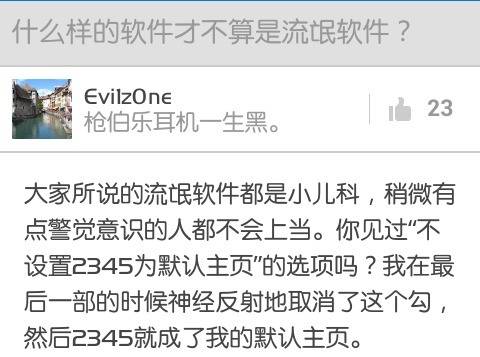 什么样的软件才不算是流氓软件？
EvilzOne
枪伯乐耳机一生黑。
23
大家所说的流氓软件都是小儿科，稍微有
点警觉意识的人都不会上当。你见过“不
设置2345为默认主页”的选项吗？我在最
后一部的时候神经反射地取消了这个勾，
然后2345就成了我的默认主页。